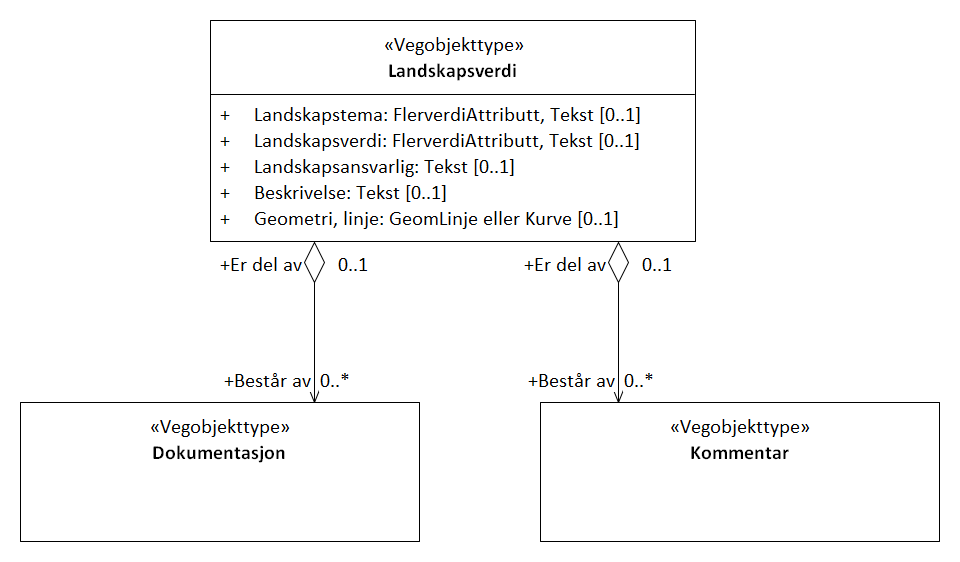 «Vegobjekttype»
Landskapsverdi
+ Landskapstema: FlerverdiAttributt, Tekst [0..1]
+ Landskapsverdi: FlerverdiAttributt, Tekst [0..1]
+ Landskapsansvarlig: Tekst [0..1]
+ Beskrivelse: Tekst [0..1]
+ Geometri, linje: GeomLinje eller Kurve [0..1]
+Er del av 0..1 +Er del av 0..1
+Består av 0..* +Består av 0..*
«Vegobjekttype»
Dokumentasjon
«Vegobjekttype»
Kommentar